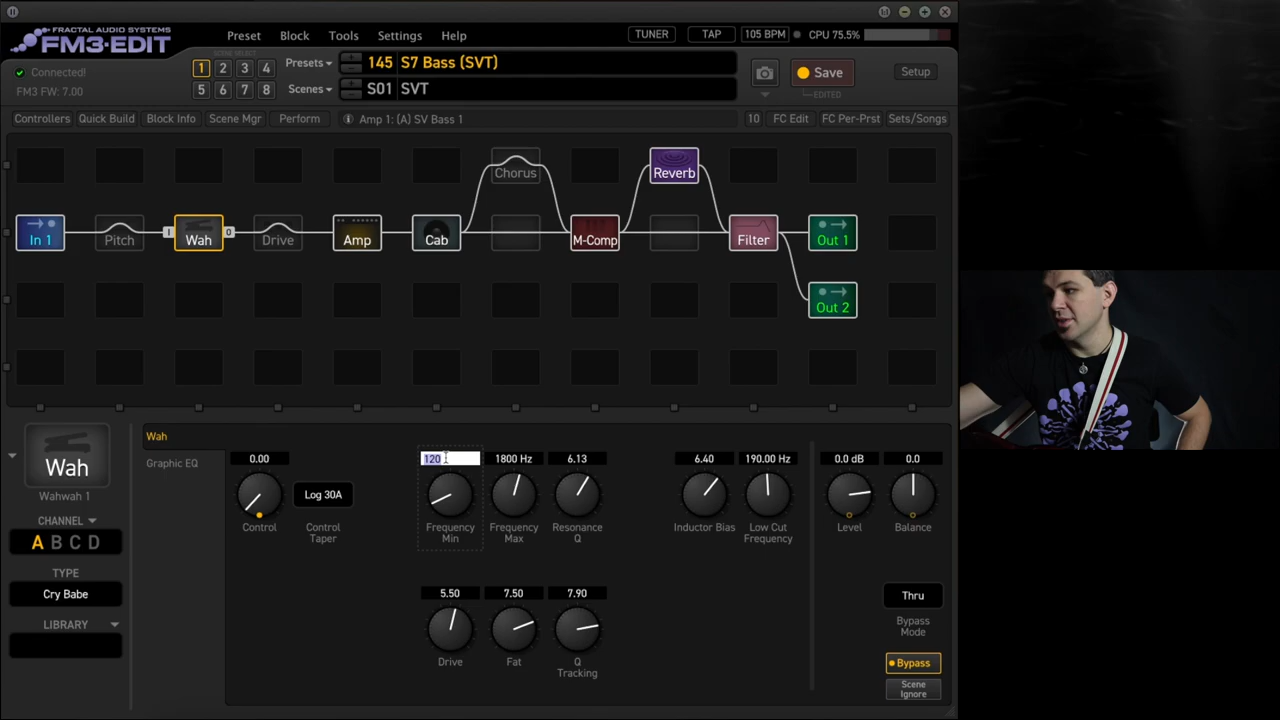 FRACTAL AUDIO SYSTEMS
FM3-EDIT
Preset Block Tools Settings Help
TUNER TAP 105 BPM CPU 75.5%
Connected!
FM3 FW: 7.00
SCENE SELECT
1 2 3 4
5 6 7 8
Presets 145 S7 Bass (SVT)
Scenes S01 SVT
Save
EDITED
Setup
Controllers Quick Build Block Info Scene Mgr Perform
Amp 1: (A) SV Bass 1
10 FC Edit FC Per-Prst Sets/Songs
Chorus
Reverb
In 1
Pitch
I Wah O
Drive
Amp
Cab
M-Comp
Filter
Out 1
Out 2
Wah
Wahwah 1
CHANNEL
A B C D
TYPE
Cry Babe
LIBRARY
Wah
Graphic EQ
0.00
Control
Log 30A
Control
Taper
120
Frequency
Min
1800 Hz
Frequency
Max
6.13
Resonance
Q
6.40
Inductor Bias
190.00 Hz
Low Cut
Frequency
0.0 dB
Level
0.0
Balance
5.50
Drive
7.50
Fat
7.90
Q
Tracking
Thru
Bypass
Mode
Bypass
Scene
Ignore